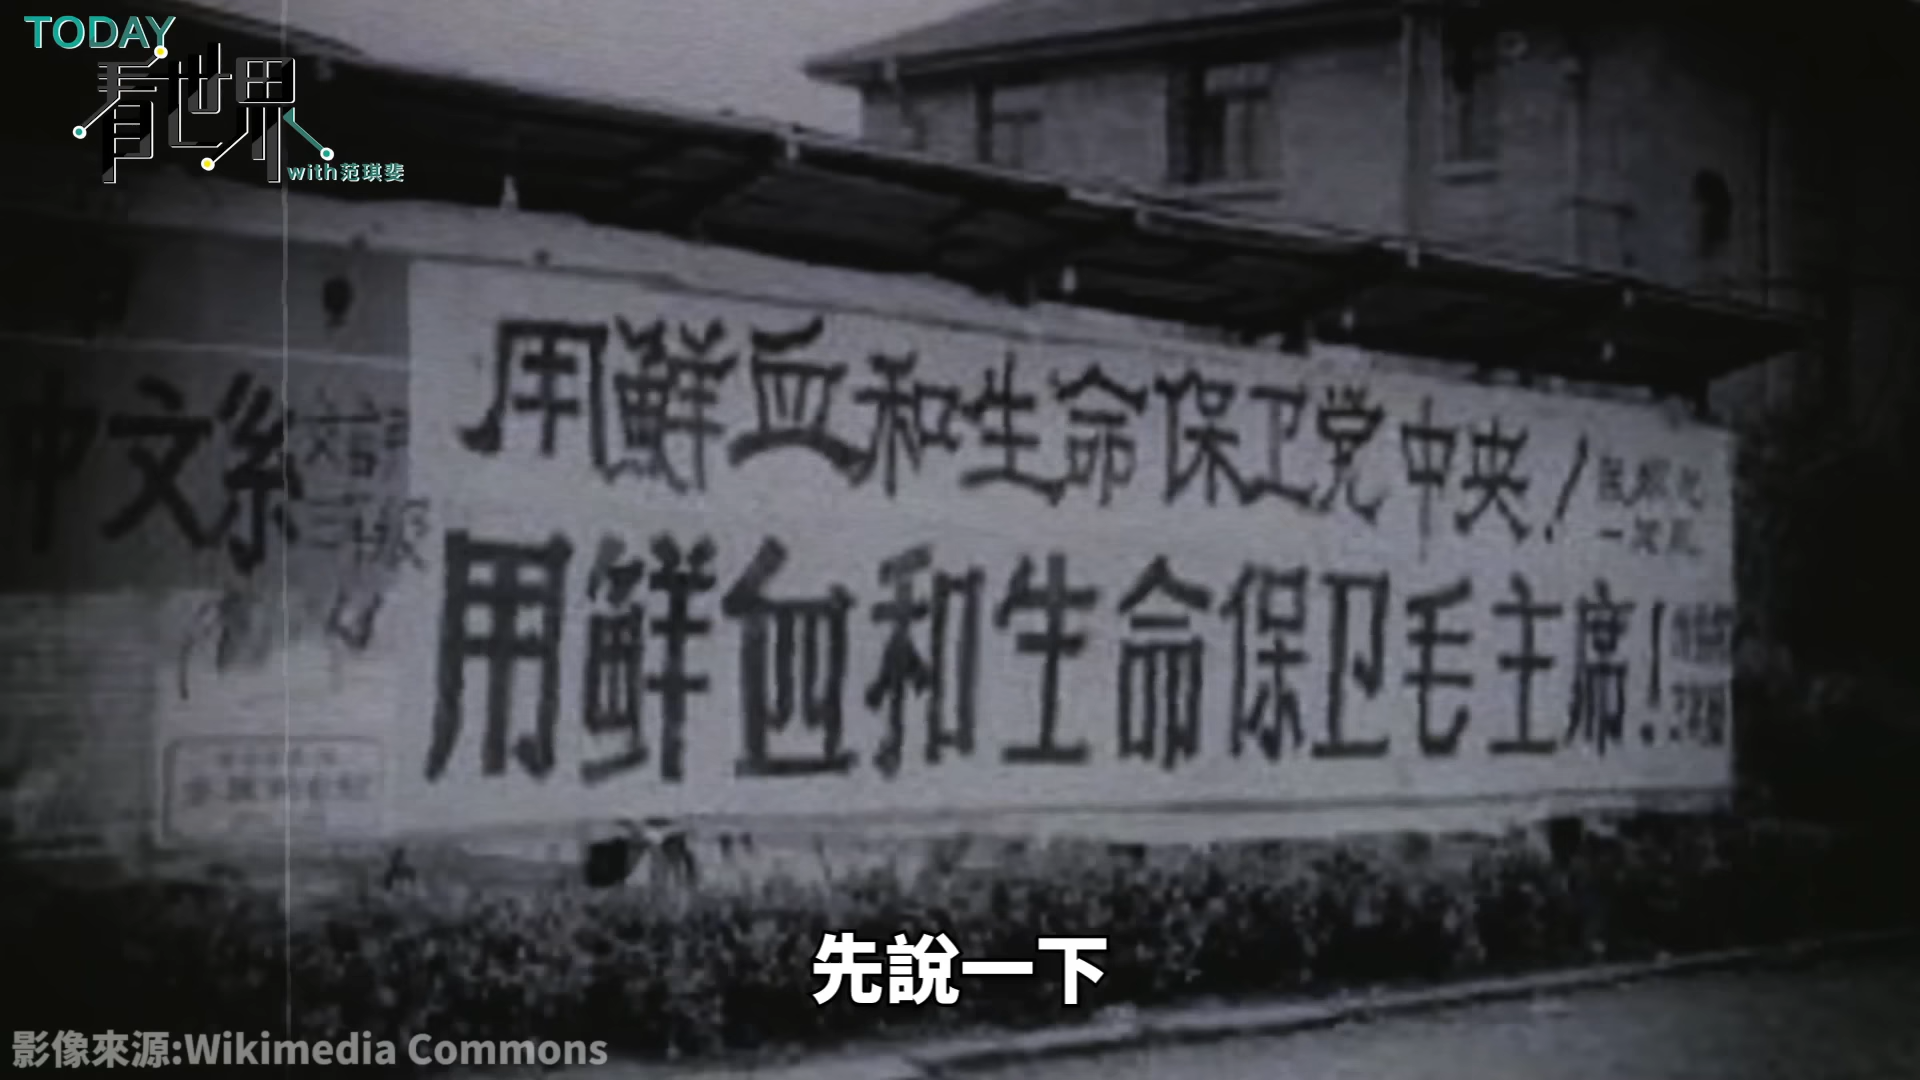 TODAY
看世界
with范琪斐
用鲜血和生命保卫党中央！
用鲜血和生命保卫毛主席！
中文系
先說一下
影像來源:Wikimedia Commons